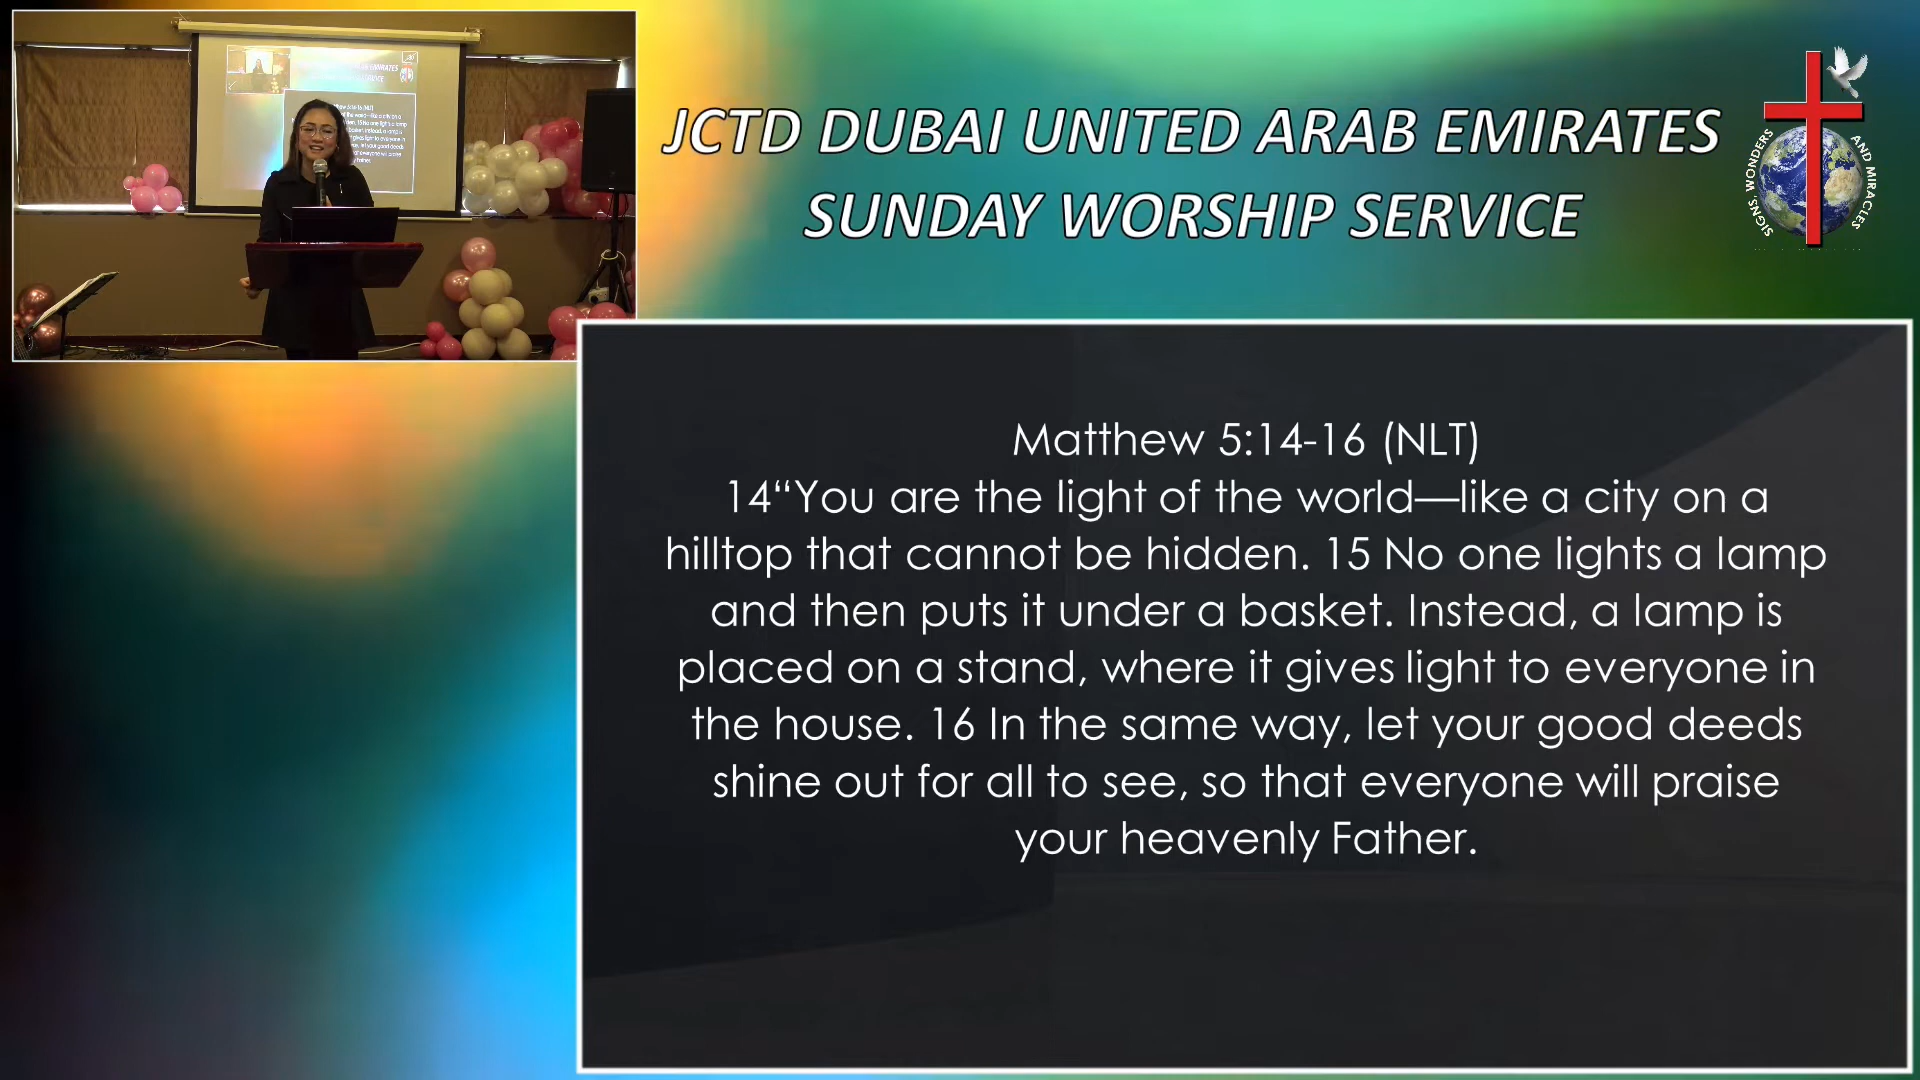 JCTD DUBAI UNITED ARAB EMIRATES
SUNDAY WORSHIP SERVICE
SIGNS, WONDERS
AND MIRACLES
Matthew 5:14-16 (NLT)
14“You are the light of the world—like a city on a
hilltop that cannot be hidden. 15 No one lights a lamp
and then puts it under a basket. Instead, a lamp is
placed on a stand, where it gives light to everyone in
the house. 16 In the same way, let your good deeds
shine out for all to see, so that everyone will praise
your heavenly Father.